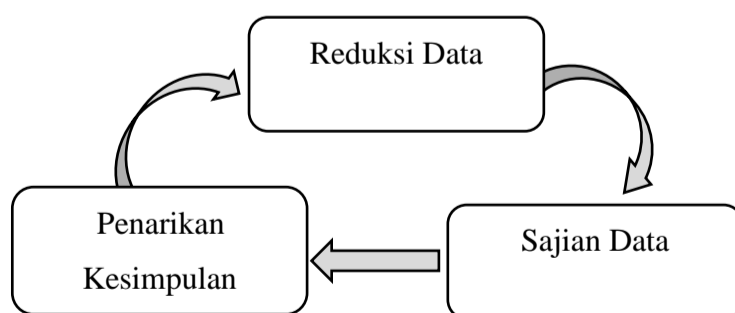 Reduksi Data
Sajian Data
Penarikan
Kesimpulan